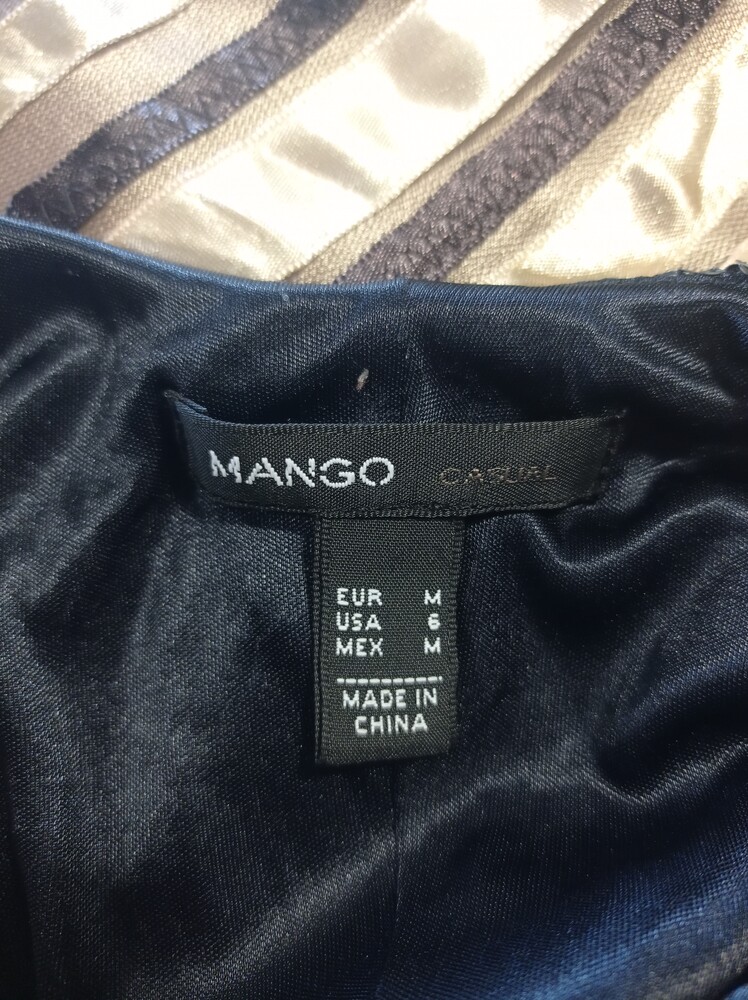 MANGO CASUAL
EUR M
USA 6
MEX M
MADE IN
CHINA